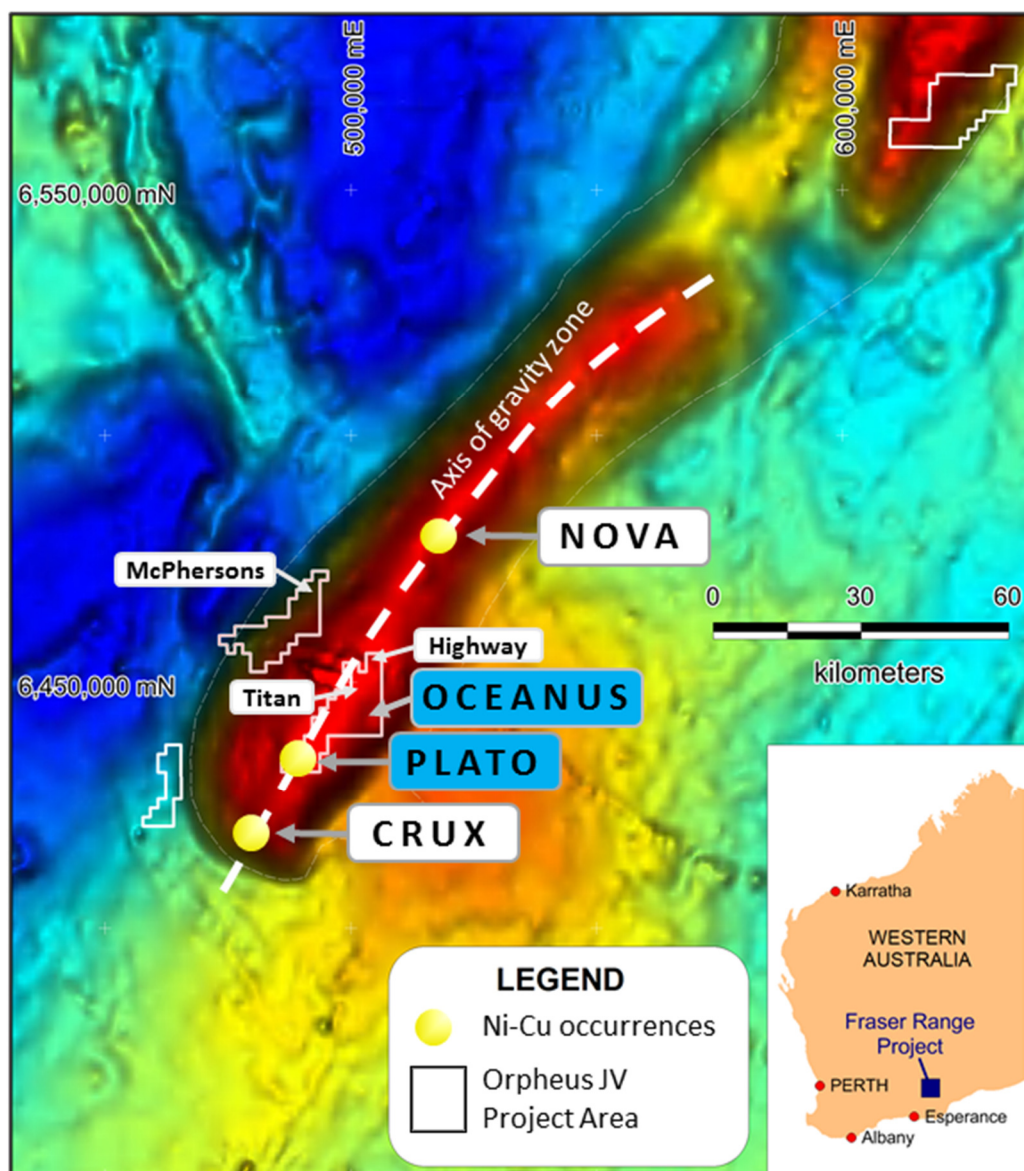 500,000 mE
600,000 mE
6,550,000 mN
Axis of gravity zone
NOVA
McPhersons
0 30 60
kilometers
Highway
6,450,000 mN
Titan
OCEANUS
PLATO
CRUX
LEGEND
Ni-Cu occurrences
Orpheus JV
Project Area
Karratha
WESTERN
AUSTRALIA
Fraser Range
Project
PERTH
Esperance
Albany